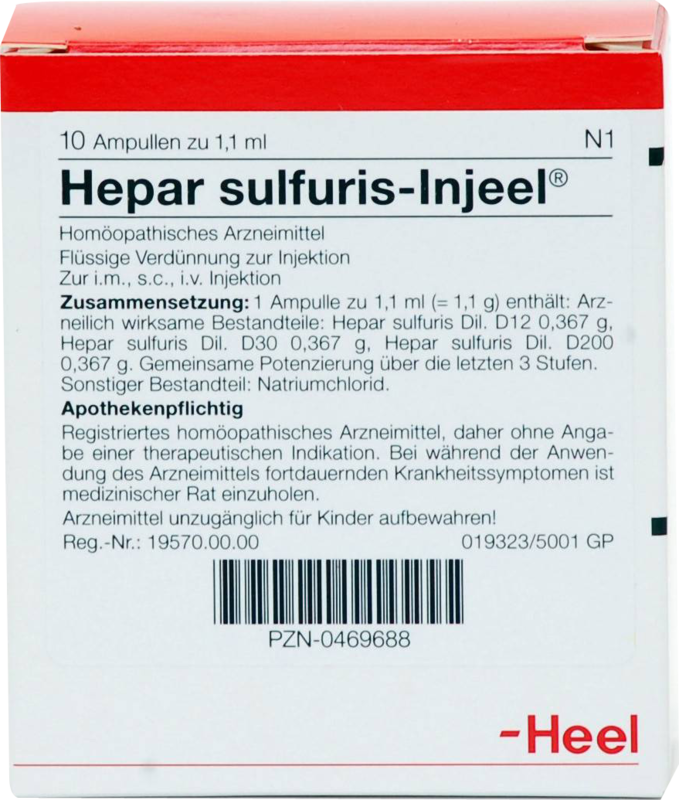 10 Ampullen zu 1,1 ml N1
Hepar sulfuris-Injeel®
Homöopathisches Arzneimittel
Flüssige Verdünnung zur Injektion
Zur i.m., s.c., i.v. Injektion
Zusammensetzung: 1 Ampulle zu 1,1 ml (= 1,1 g) enthält: Arz-
neilich wirksame Bestandteile: Hepar sulfuris Dil. D12 0,367 g,
Hepar sulfuris Dil. D30 0,367 g, Hepar sulfuris Dil. D200
0,367 g. Gemeinsame Potenzierung über die letzten 3 Stufen.
Sonstiger Bestandteil: Natriumchlorid.
Apothekenpflichtig
Registriertes homöopathisches Arzneimittel, daher ohne Anga-
be einer therapeutischen Indikation. Bei während der Anwen-
dung des Arzneimittels fortdauernden Krankheitssymptomen ist
medizinischer Rat einzuholen.
Arzneimittel unzugänglich für Kinder aufbewahren!
Reg.-Nr.: 19570.00.00 019323/5001 GP
PZN-0469688
-Heel